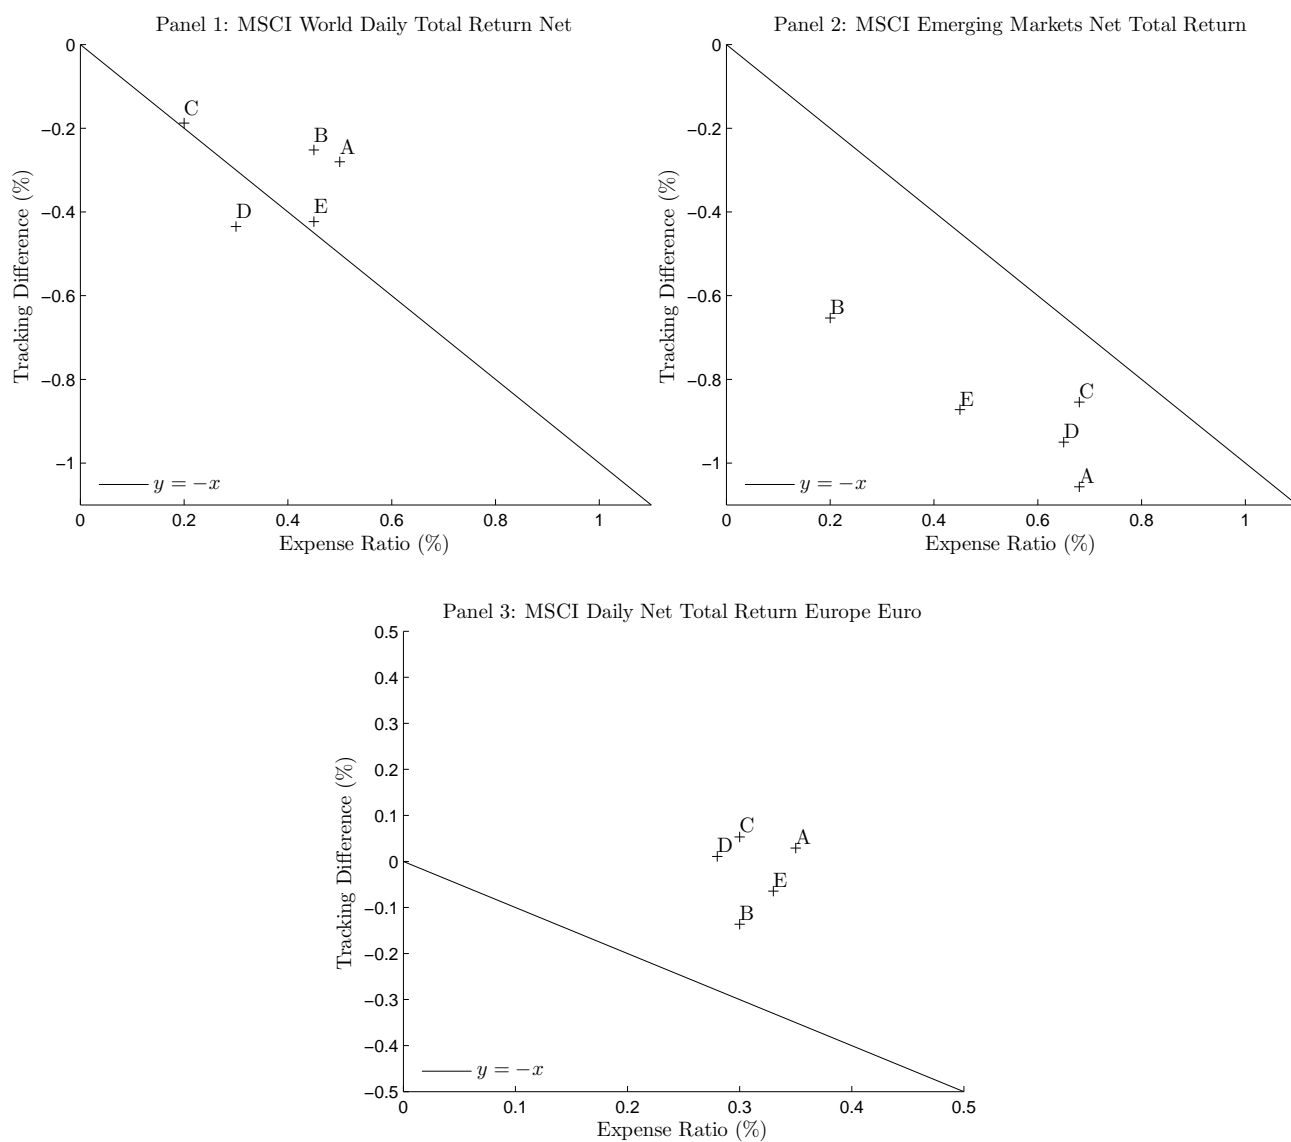 Panel 1: MSCI World Daily Total Return Net
0
−0.2
−0.4
−0.6
−0.8
−1
Tracking Difference (%)
C
B
A
D
E
y = −x
0 0.2 0.4 0.6 0.8 1
Expense Ratio (%)
Panel 2: MSCI Emerging Markets Net Total Return
0
−0.2
−0.4
−0.6
−0.8
−1
Tracking Difference (%)
B
E
C
D
A
y = −x
0 0.2 0.4 0.6 0.8 1
Expense Ratio (%)
Panel 3: MSCI Daily Net Total Return Europe Euro
0.5
0.4
0.3
0.2
0.1
0
−0.1
−0.2
−0.3
−0.4
−0.5
Tracking Difference (%)
C
A
D
E
B
y = −x
0 0.1 0.2 0.3 0.4 0.5
Expense Ratio (%)